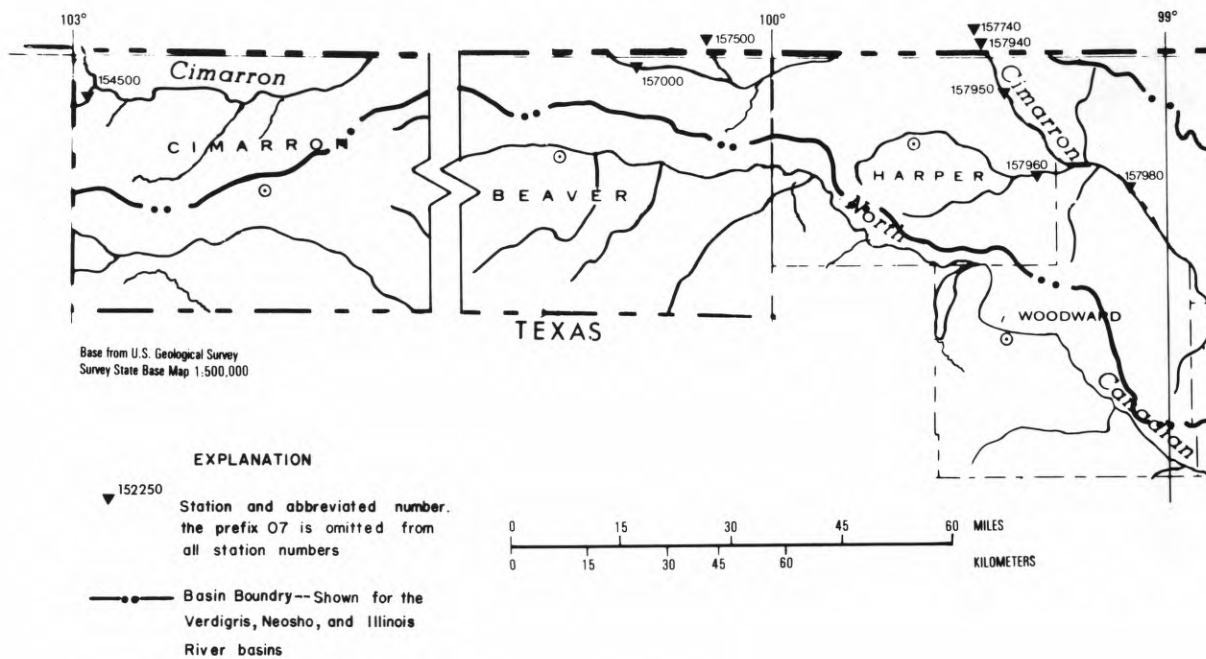 103°
100°
99°
157740
157500
157940
Cimarron
154500
157000
157950
Cimarron
CIMARRON
HARPER
157960
157980
BEAVER
North
WOODWARD
TEXAS
Base from U.S. Geological Survey
Survey State Base Map 1:500,000
Canadian
EXPLANATION
152250
Station and abbreviated number.
the prefix 07 is omitted from
all station numbers
0 15 30 45 60 MILES
0 15 30 45 60 KILOMETERS
Basin Boundry--Shown for the
Verdigris, Neosho, and Illinois
River basins